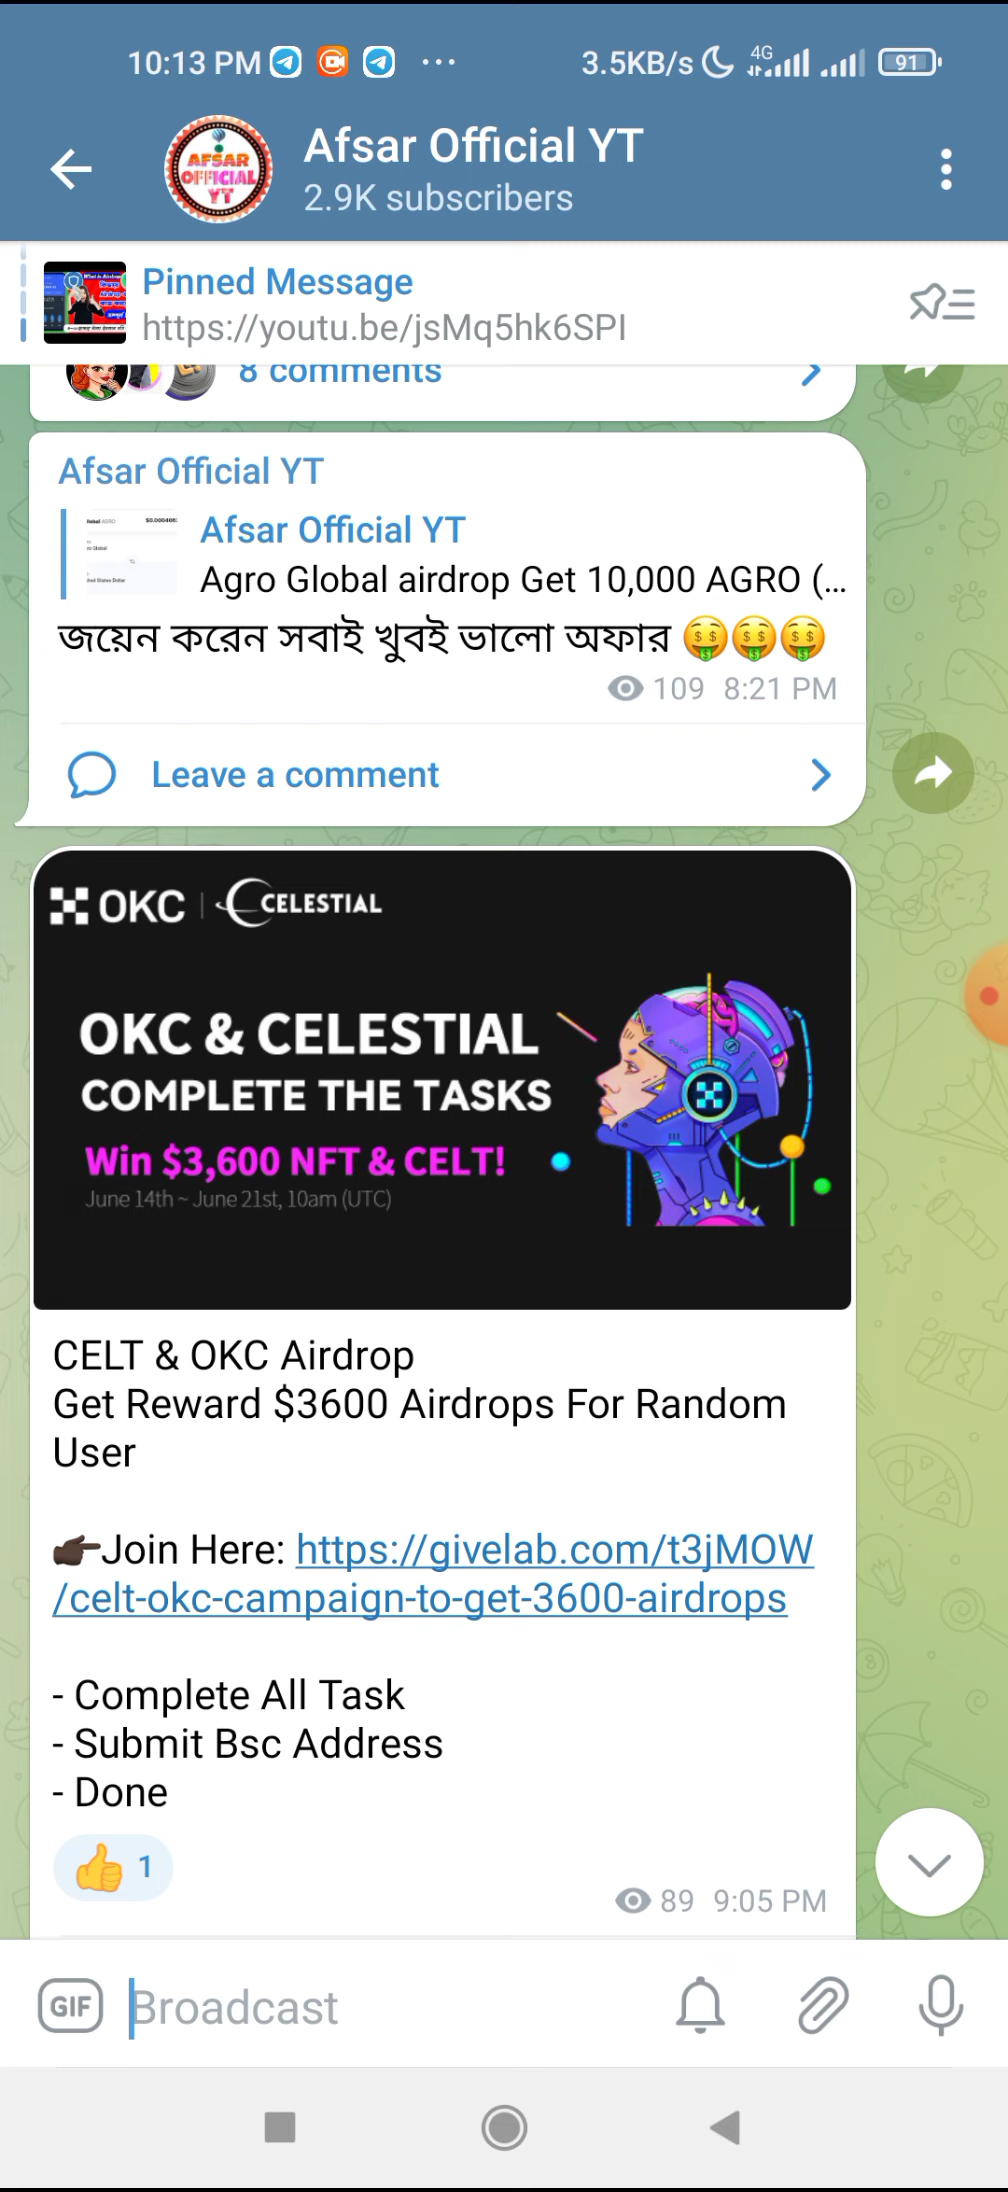 10:13 PM
3.5KB/s
4G
91
AFSAR
OFFICIAL
YT
Afsar Official YT
2.9K subscribers
Pinned Message
https://youtu.be/jsMq5hk6SPI
8 comments
Afsar Official YT
Afsar Official YT
Agro Global airdrop Get 10,000 AGRO (...
জয়েন করেন সবাই খুবই ভালো অফার 🤑🤑🤑
109 8:21 PM
Leave a comment
OKC | CELESTIAL
OKC & CELESTIAL
COMPLETE THE TASKS
Win $3,600 NFT & CELT!
June 14th ~ June 21st, 10am (UTC)
CELT & OKC Airdrop
Get Reward $3600 Airdrops For Random
User
👉🏿Join Here: https://givelab.com/t3jMOW
/celt-okc-campaign-to-get-3600-airdrops
- Complete All Task
- Submit Bsc Address
- Done
👍 1
89 9:05 PM
GIF
Broadcast